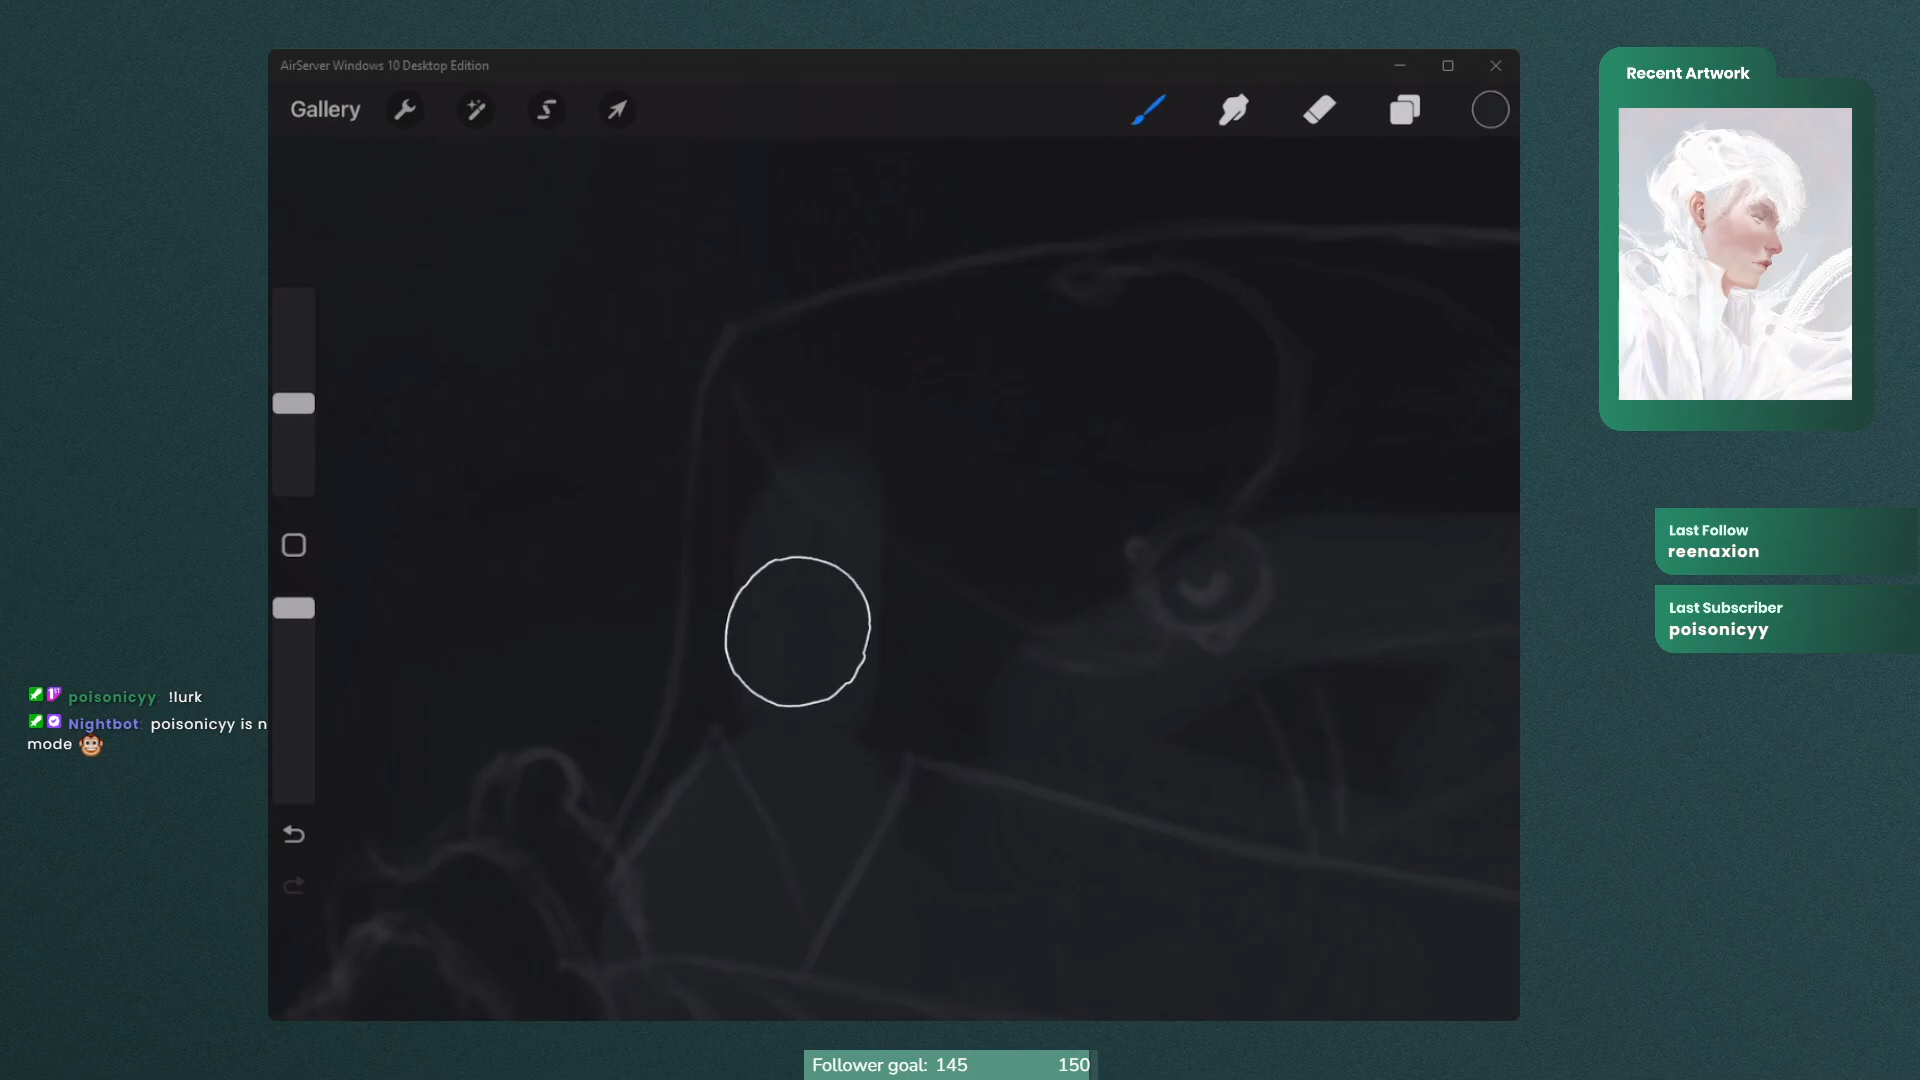 AirServer Windows 10 Desktop Edition
Gallery
Recent Artwork
Last Follow
reenaxion
Last Subscriber
poisonicyy
poisonicyy: !lurk
Nightbot: poisonicyy is n
mode
Follower goal: 145 150